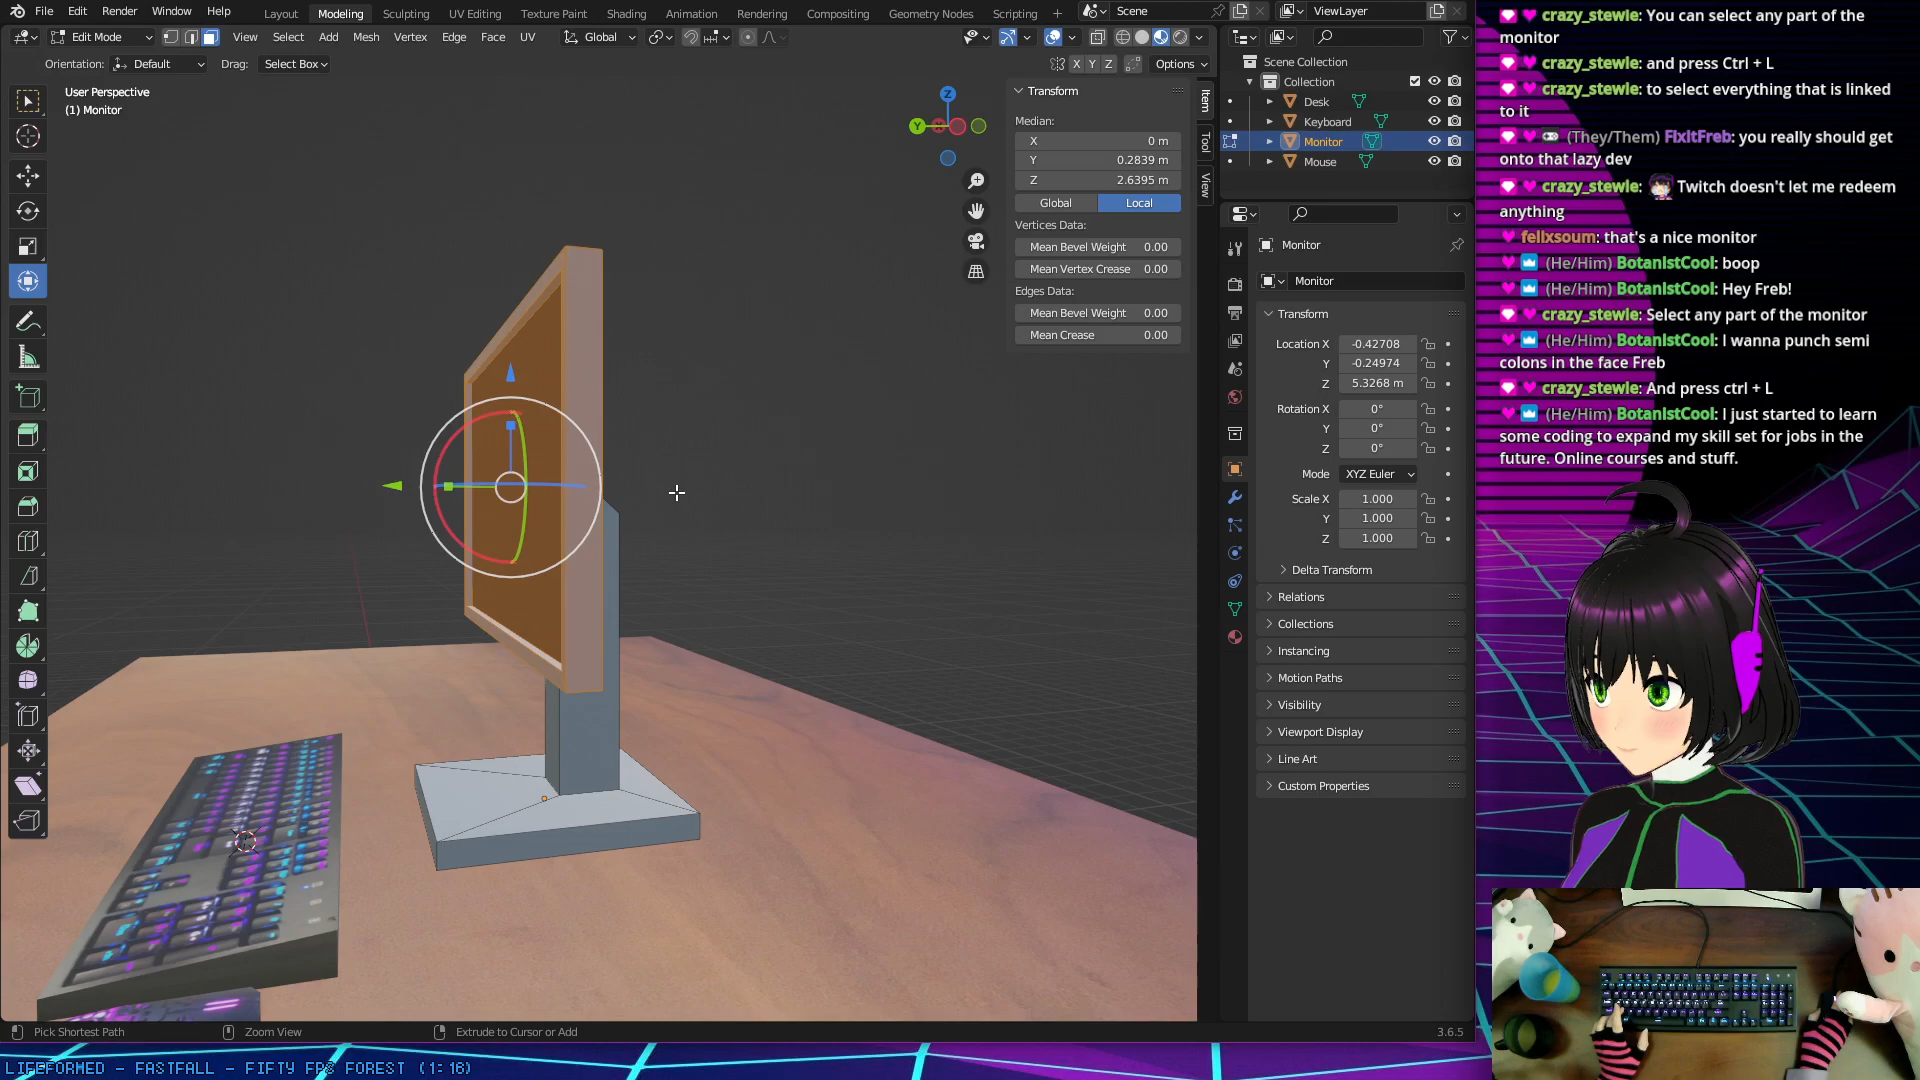 File Edit Render Window Help
Layout Modeling Sculpting UV Editing Texture Paint Shading Animation Rendering Compositing Geometry Nodes Scripting +
Scene
ViewLayer
Edit Mode View Select Add Mesh Vertex Edge Face UV Global
Orientation: Default Drag: Select Box
X Y Z Options
User Perspective
(1) Monitor
Z
Y
Transform
Median:
X 0 m
Y 0.2839 m
Z 2.6395 m
Global Local
Vertices Data:
Mean Bevel Weight 0.00
Mean Vertex Crease 0.00
Edges Data:
Mean Bevel Weight 0.00
Mean Crease 0.00
Item
Tool
View
Scene Collection
Collection
Desk
Keyboard
Monitor
Mouse
Monitor
Monitor
Transform
Location X -0.42708
Y -0.24974
Z 5.3268 m
Rotation X 0°
Y 0°
Z 0°
Mode XYZ Euler
Scale X 1.000
Y 1.000
Z 1.000
Delta Transform
Relations
Collections
Instancing
Motion Paths
Visibility
Viewport Display
Line Art
Custom Properties
Pick Shortest Path Zoom View Extrude to Cursor or Add 3.6.5
LIFEFORMED - FASTFALL - FIFTY FPS FOREST (1:16)
crazy_stewie: You can select any part of the
monitor
crazy_stewie: and press Ctrl + L
crazy_stewie: to select everything that is linked
to it
(They/Them) FixitFreb: you really should get
onto that lazy dev
crazy_stewie: Twitch doesn't let me redeem
anything
felixsoum: that's a nice monitor
(He/Him) BotanistCool: boop
(He/Him) BotanistCool: Hey Freb!
crazy_stewie: Select any part of the monitor
(He/Him) BotanistCool: I wanna punch semi
colons in the face Freb
crazy_stewie: And press ctrl + L
(He/Him) BotanistCool: I just started to learn
some coding to expand my skill set for jobs in the
future. Online courses and stuff.